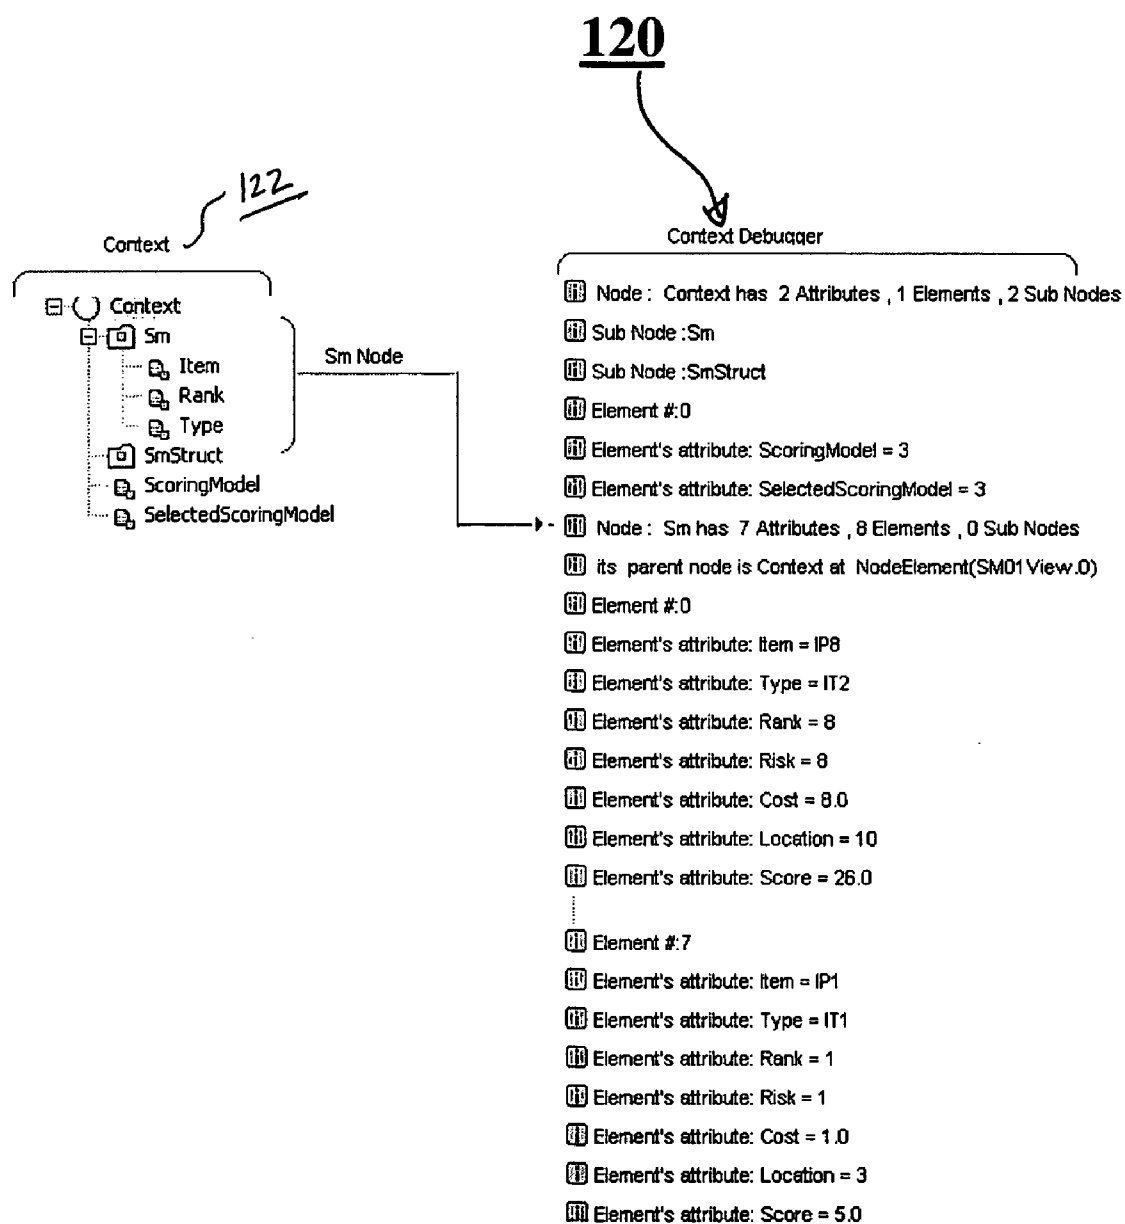 120
122
Context
Context
Sm
Item
Rank
Type
SmStruct
ScoringModel
SelectedScoringModel
Sm Node
Context Debugger
Node : Context has 2 Attributes , 1 Elements , 2 Sub Nodes
Sub Node :Sm
Sub Node :SmStruct
Element #:0
Element's attribute: ScoringModel = 3
Element's attribute: SelectedScoringModel = 3
Node : Sm has 7 Attributes , 8 Elements , 0 Sub Nodes
its parent node is Context at NodeElement(SM01View.0)
Element #:0
Element's attribute: Item = IP8
Element's attribute: Type = IT2
Element's attribute: Rank = 8
Element's attribute: Risk = 8
Element's attribute: Cost = 8.0
Element's attribute: Location = 10
Element's attribute: Score = 26.0
Element #:7
Element's attribute: Item = IP1
Element's attribute: Type = IT1
Element's attribute: Rank = 1
Element's attribute: Risk = 1
Element's attribute: Cost = 1.0
Element's attribute: Location = 3
Element's attribute: Score = 5.0